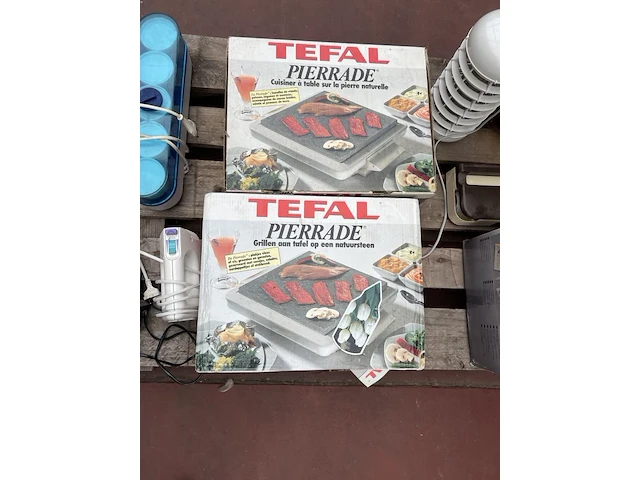 TEFAL
PIERRADE
Cuisiner à table sur la pierre naturelle
TEFAL
PIERRADE
Grillen aan tafel op een natuursteen